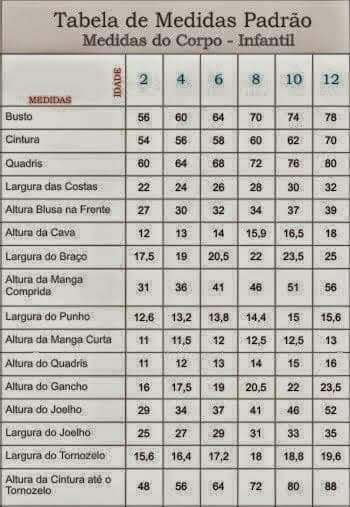 Tabela de Medidas Padrão
Medidas do Corpo - Infantil
MEDIDAS IDADE 2 4 6 8 10 12
Busto 56 60 64 70 74 78
Cintura 54 56 58 60 62 70
Quadris 60 64 68 72 76 80
Largura das Costas 22 24 26 28 30 32
Altura Blusa na Frente 27 30 32 34 37 39
Altura da Cava 12 13 14 15,9 16,5 18
Largura do Braço 17,5 19 20,5 22 23,5 25
Altura da Manga
Comprida 31 36 41 46 51 56
Largura do Punho 12,6 13,2 13,8 14,4 15 15,6
Altura da Manga Curta 11 11,5 12 12,5 12,5 13
Altura do Quadris 11 12 13 14 15 16
Altura do Gancho 16 17,5 19 20,5 22 23,5
Altura do Joelho 29 34 37 41 46 52
Largura do Joelho 25 27 29 31 33 35
Largura do Tornozelo 15,6 16,4 17,2 18 18,8 19,6
Altura da Cintura até o
Tornozelo 48 56 64 72 80 88